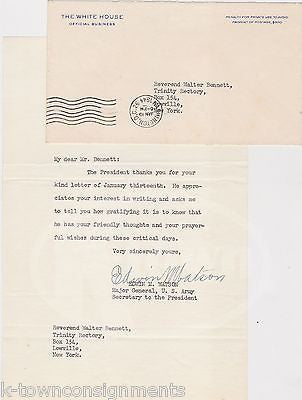 THE WHITE HOUSE
OFFICIAL BUSINESS
PENALTY FOR PRIVATE USE TO AVOID
PAYMENT OF POSTAGE, $300
Reverend Walter Bennett,
Trinity Rectory,
Box 154,
Lowville,
New York.
My dear Mr. Bennett:
The President thanks you for your
kind letter of January thirteenth. He appre-
ciates your interest in writing and asks me
to tell you how gratifying it is to know that
he has your friendly thoughts and your prayer-
ful wishes during these critical days.
Very sincerely yours,
Edwin M Watson
EDWIN M. WATSON
Major General, U. S. Army
Secretary to the President
Reverend Walter Bennett,
Trinity Rectory,
Box 154,
Lowville,
New York.
k-townconsignments